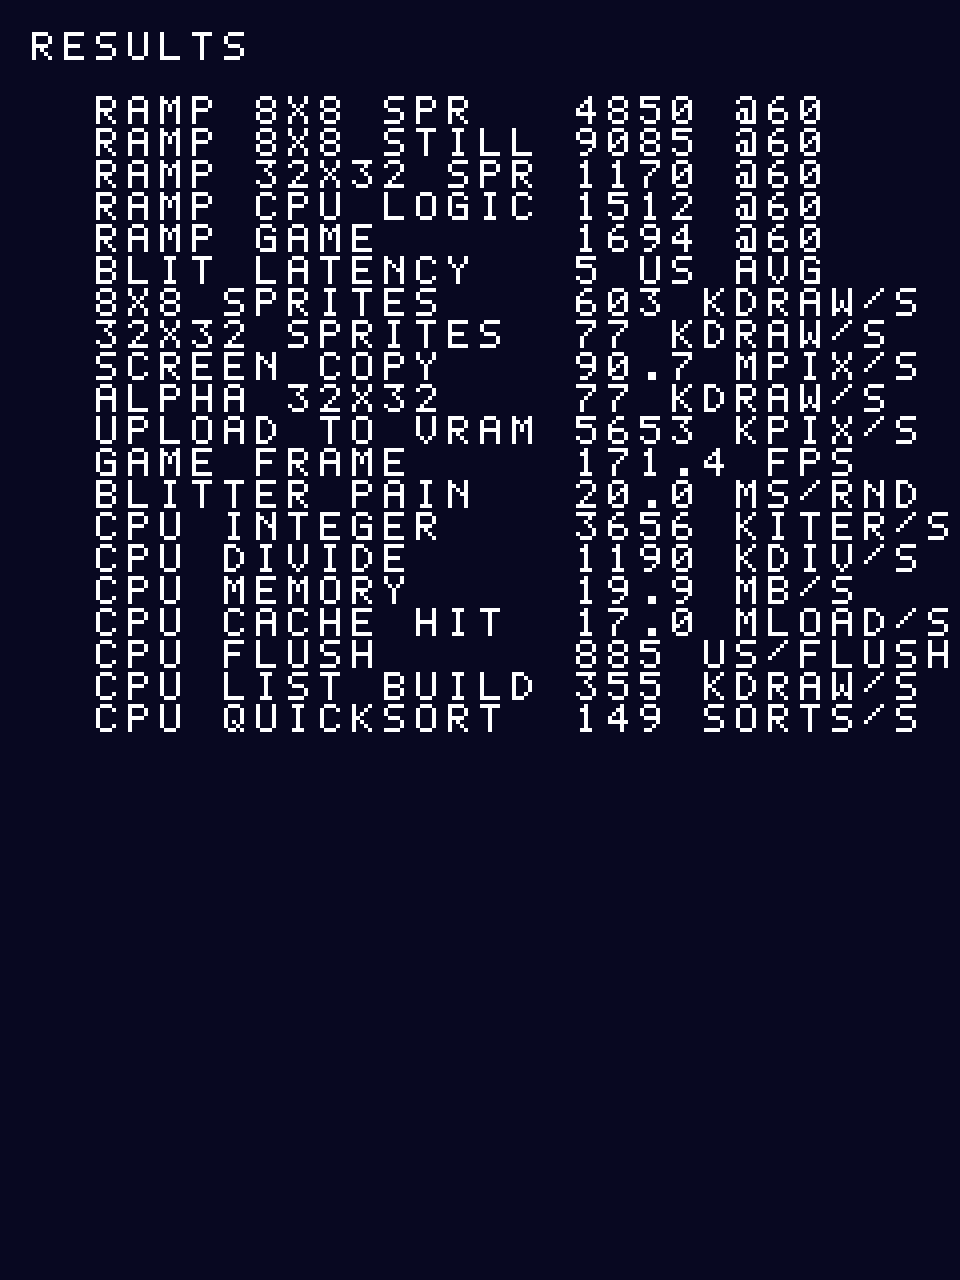 RESULTS
RAMP 8X8 SPR 4850 @60
RAMP 8X8 STILL 9085 @60
RAMP 32X32 SPR 1170 @60
RAMP CPU LOGIC 1512 @60
RAMP GAME 1694 @60
BLIT LATENCY 5 US AVG
8X8 SPRITES 603 KDRAW/S
32X32 SPRITES 77 KDRAW/S
SCREEN COPY 90.7 MPIX/S
ALPHA 32X32 77 KDRAW/S
UPLOAD TO VRAM 5653 KPIX/S
GAME FRAME 171.4 FPS
BLITTER PAIN 20.0 MS/RND
CPU INTEGER 3656 KITER/S
CPU DIVIDE 1190 KDIV/S
CPU MEMORY 19.9 MB/S
CPU CACHE HIT 17.0 MLOAD/S
CPU FLUSH 885 US/FLUSH
CPU LIST BUILD 355 KDRAW/S
CPU QUICKSORT 149 SORTS/S